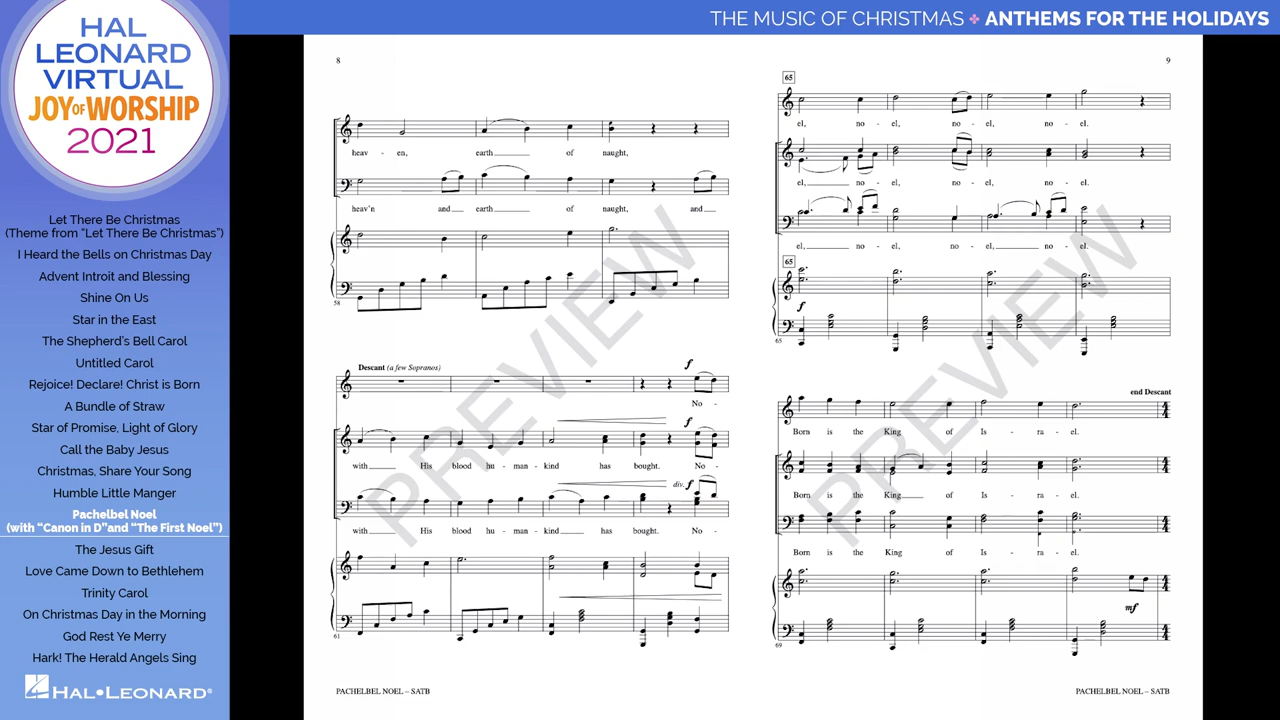 HAL
LEONARD
VIRTUAL
JOY OF WORSHIP
2021
Let There Be Christmas
(Theme from “Let There Be Christmas”)
I Heard the Bells on Christmas Day
Advent Introit and Blessing
Shine On Us
Star in the East
The Shepherd’s Bell Carol
Untitled Carol
Rejoice! Declare! Christ is Born
A Bundle of Straw
Star of Promise, Light of Glory
Call the Baby Jesus
Christmas, Share Your Song
Humble Little Manger
Pachelbel Noel
(with “Canon in D”and “The First Noel”)
The Jesus Gift
Love Came Down to Bethlehem
Trinity Carol
On Christmas Day in the Morning
God Rest Ye Merry
Hark! The Herald Angels Sing
HAL•LEONARD®
THE MUSIC OF CHRISTMAS ANTHEMS FOR THE HOLIDAYS
8
heav - en, earth of naught,
heav’n and earth of naught, and
58
Descant (a few Sopranos)
f
No -
f
with His blood hu - man - kind has bought. No -
div. f
with His blood hu - man - kind has bought. No -
61
PREVIEW
PACHELBEL NOEL – SATB
9
65
el, no - el, no - el, no - el.
el, no - el, no - el, no - el.
el, no - el, no - el, no - el.
65
f
65
end Descant
Born is the King of Is - ra - el.
Born is the King of Is - ra - el.
Born is the King of Is - ra - el.
mf
69
PREVIEW
PACHELBEL NOEL – SATB